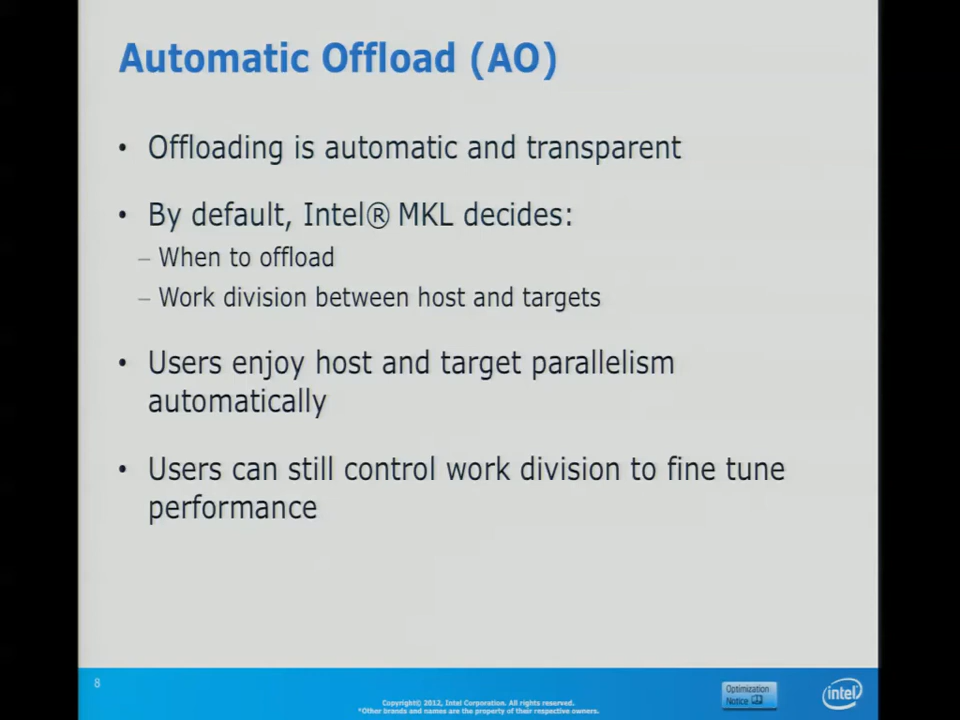 Automatic Offload (AO)
• Offloading is automatic and transparent
• By default, Intel® MKL decides:
– When to offload
– Work division between host and targets
• Users enjoy host and target parallelism
automatically
• Users can still control work division to fine tune
performance
8
Copyright© 2012, Intel Corporation. All rights reserved.
*Other brands and names are the property of their respective owners.
Optimization
Notice
intel